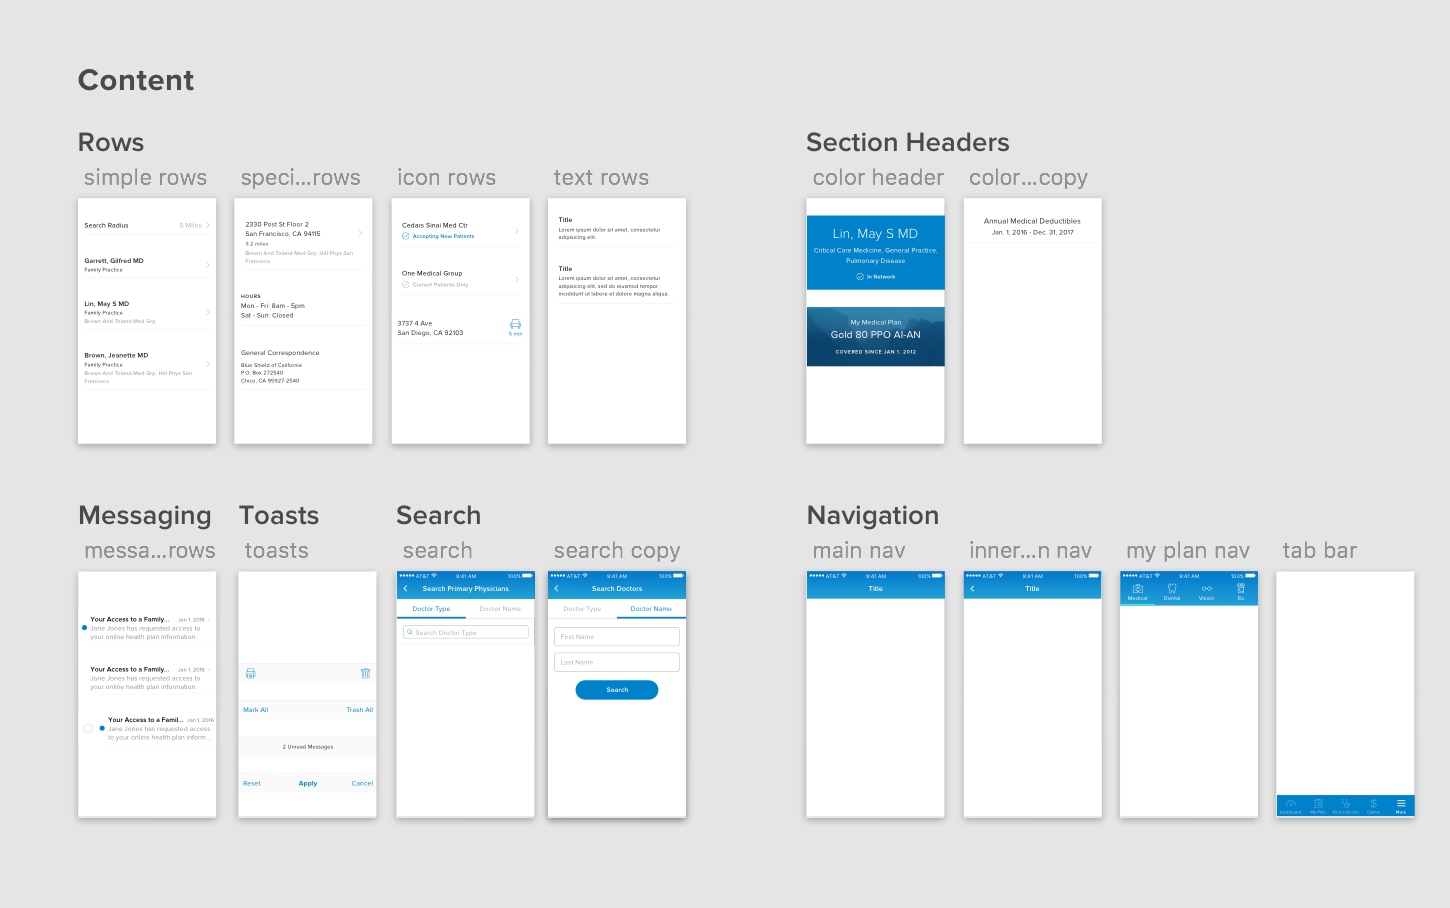 Content
Rows
simple rows
Search Radius
5 Miles
Garrett, Gilfred MD
Family Practice
Lin, May S MD
Family Practice
Brown And Toland Med Grp
Brown, Jeanette MD
Family Practice
Brown And Toland Med Grp, Hill Phys San
Francisco
speci...rows
2330 Post St Floor 2.
San Francisco, CA 94115
3.2 miles
Brown And Toland Med Grp, Hill Phys San
Francisco
HOURS
Mon - Fri: 8am - 5pm
Sat - Sun: Closed
General Correspondence
Blue Shield of California
P.O. Box 272540
Chico, CA 95927-2540
icon rows
Cedars Sinai Med Ctr
Accepting New Patients
One Medical Group
Current Patients Only
3737 4 Ave
San Diego, CA 92103
5 min
text rows
Title
Lorem ipsum dolor sit amet, consectetur
adipisicing elit.
Title
Lorem ipsum dolor sit amet, consectetur
adipisicing elit, sed do eiusmod tempor
incididunt ut labore et dolore magna aliqua.
Section Headers
color header
Lin, May S MD
Critical Care Medicine, General Practice,
Pulmonary Disease
In Network
My Medical Plan
Gold 80 PPO AI-AN
COVERED SINCE JAN 1, 2012
color...copy
Annual Medical Deductibles
Jan. 1, 2016 - Dec. 31, 2017
Messaging
messa...rows
Your Access to a Family... Jan 1, 2016
Jane Jones has requested access to
your online health plan information.
Your Access to a Family... Jan 1, 2016
Jane Jones has requested access to
your online health plan information.
Your Access to a Famil... Jan 1, 2016
Jane Jones has requested access
to your online health plan inform...
Toasts
toasts
Mark All
Trash All
2 Unread Messages
Reset
Apply
Cancel
Search
search
AT&T
9:41 AM
100%
Search Primary Physicians
Doctor Type
Doctor Name
Search Doctor Type
search copy
AT&T
9:41 AM
100%
Search Doctors
Doctor Type
Doctor Name
First Name
Last Name
Search
Navigation
main nav
AT&T
9:41 AM
100%
Title
inner...n nav
AT&T
9:41 AM
100%
Title
my plan nav
AT&T
9:41 AM
100%
Medical
Dental
Vision
Rx
tab bar
Dashboard
My Plan
Find a Doctor
Claims
More